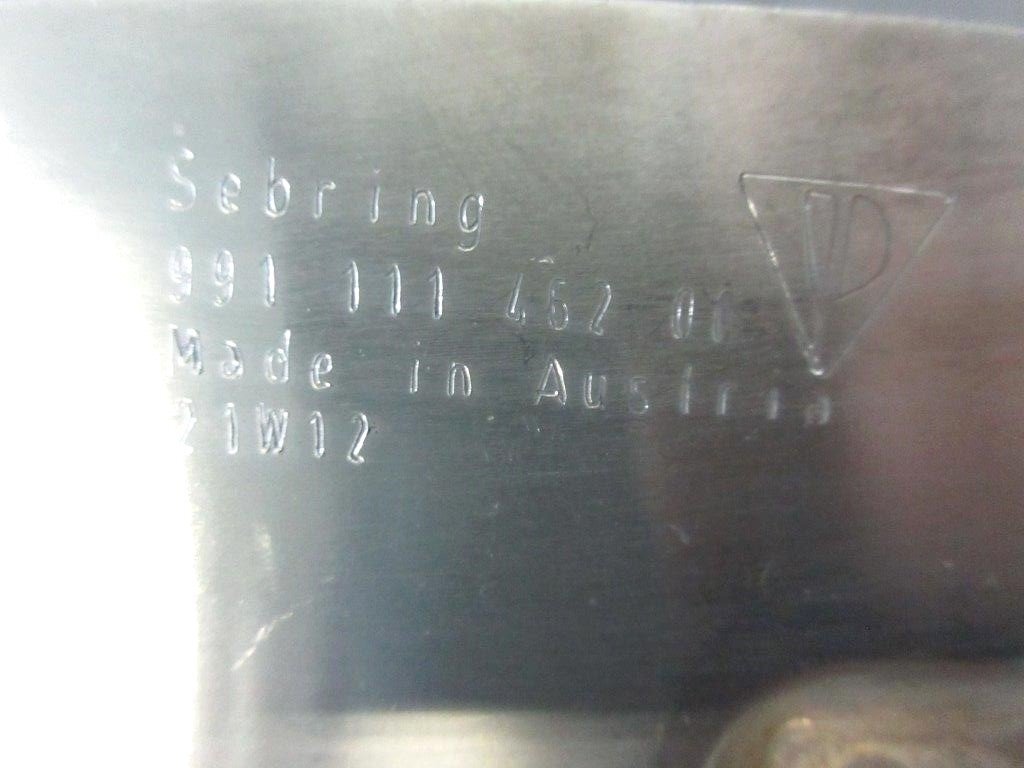 Sebring
991 111 462 01
Made in Austria
21W12